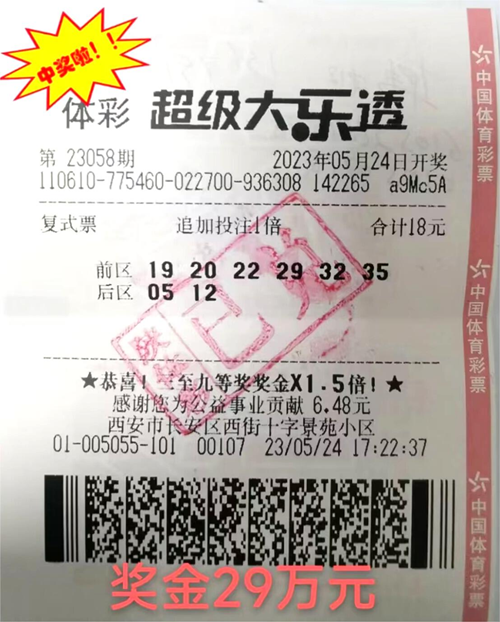 中奖啦！！
体彩 超级大乐透
第 23058期 2023年05月24日开奖
110610-775460-022700-936308 142265 a9Mc5A
复式票 追加投注1倍 合计18元
前区 19 20 22 29 32 35
后区 05 12
已兑
★恭喜！三至九等奖奖金X1.5倍！★
感谢您为公益事业贡献 6.48元
西安市长安区西街十字景苑小区
01-005055-101 00107 23/05/24 17:22:37
奖金29万元
中国体育彩票
中国体育彩票
中国体育彩票